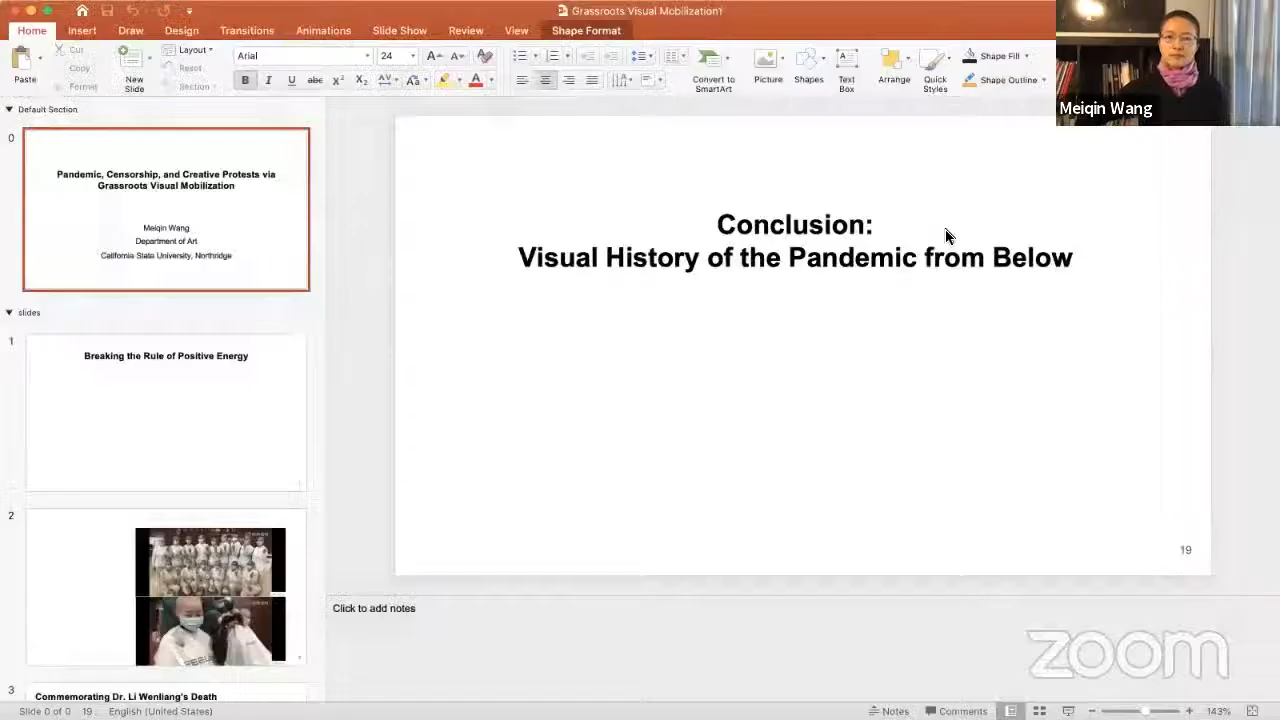 Grassroots Visual Mobilization1
Home Insert Draw Design Transitions Animations Slide Show Review View Shape Format
Paste
Cut
Copy
Format
New
Slide
Layout
Reset
Section
Arial
24
Convert to
SmartArt
Picture
Shapes
Text
Box
Arrange
Quick
Styles
Shape Fill
Shape Outline
Meiqin Wang
Default Section
0
Pandemic, Censorship, and Creative Protests via
Grassroots Visual Mobilization
Meiqin Wang
Department of Art
California State University, Northridge
slides
1
Breaking the Rule of Positive Energy
2
3
Commemorating Dr. Li Wenliang's Death
Conclusion:
Visual History of the Pandemic from Below
19
Click to add notes
zoom
Slide 0 of 0 19 English (United States)
Notes Comments 143%